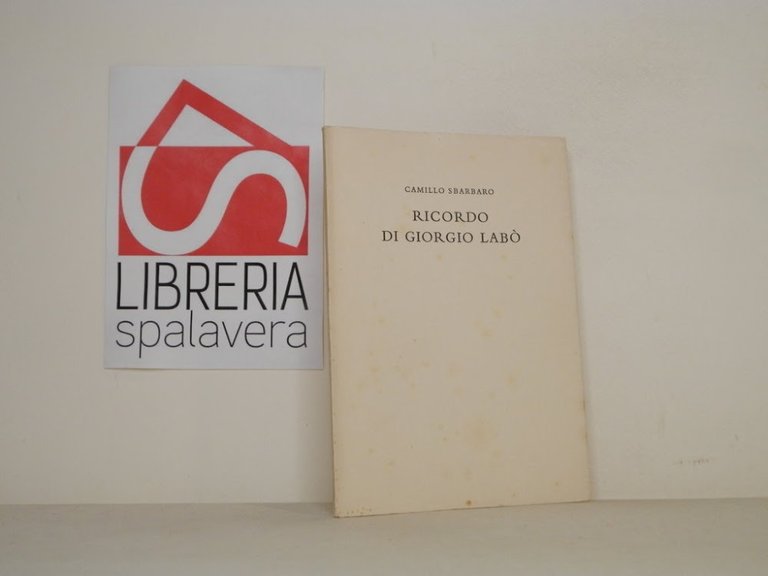 LIBRERIA
spalavera
CAMILLO SBARBARO
RICORDO
DI GIORGIO LABÒ